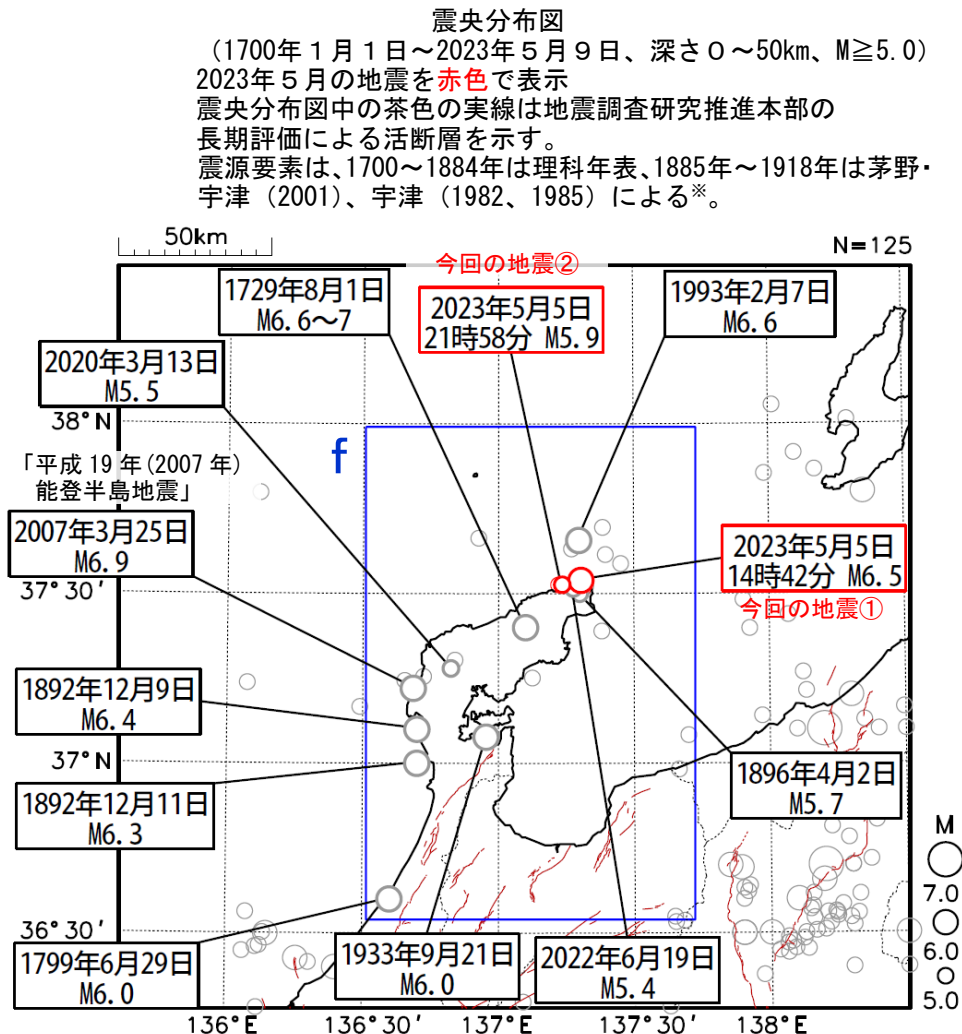 震央分布図
(1700年1月1日～2023年5月9日、深さ0～50km、M≧5.0)
2023年5月の地震を赤色で表示
震央分布図中の茶色の実線は地震調査研究推進本部の
長期評価による活断層を示す。
震源要素は、1700～1884年は理科年表、1885年～1918年は茅野・
宇津（2001）、宇津（1982、1985）による※。
50km
N=125
今回の地震②
1729年8月1日
M6.6～7
2023年5月5日
21時58分 M5.9
1993年2月7日
M6.6
2020年3月13日
M5.5
38°N
f
「平成19年(2007年)
能登半島地震」
2007年3月25日
M6.9
2023年5月5日
14時42分 M6.5
37°30'
今回の地震①
1892年12月9日
M6.4
37°N
1896年4月2日
M5.7
1892年12月11日
M6.3
M
7.0
6.0
5.0
36°30'
1799年6月29日
M6.0
1933年9月21日
M6.0
2022年6月19日
M5.4
136°E
136°30'
137°E
137°30'
138°E